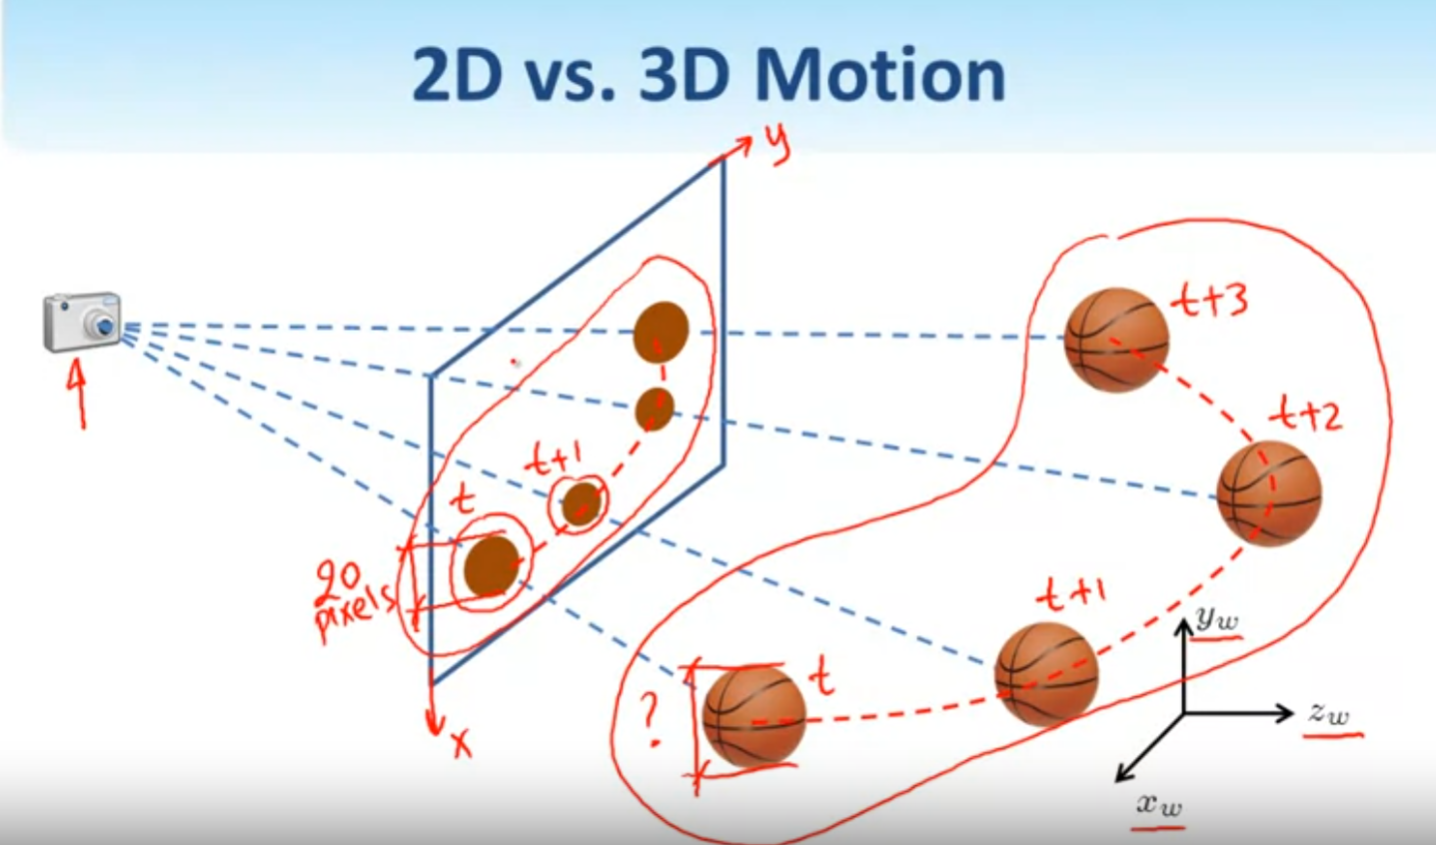 2D vs. 3D Motion
y
t+3
t+2
t+1
t
20
pixels
x
t+1
t
?
y_w
z_w
x_w